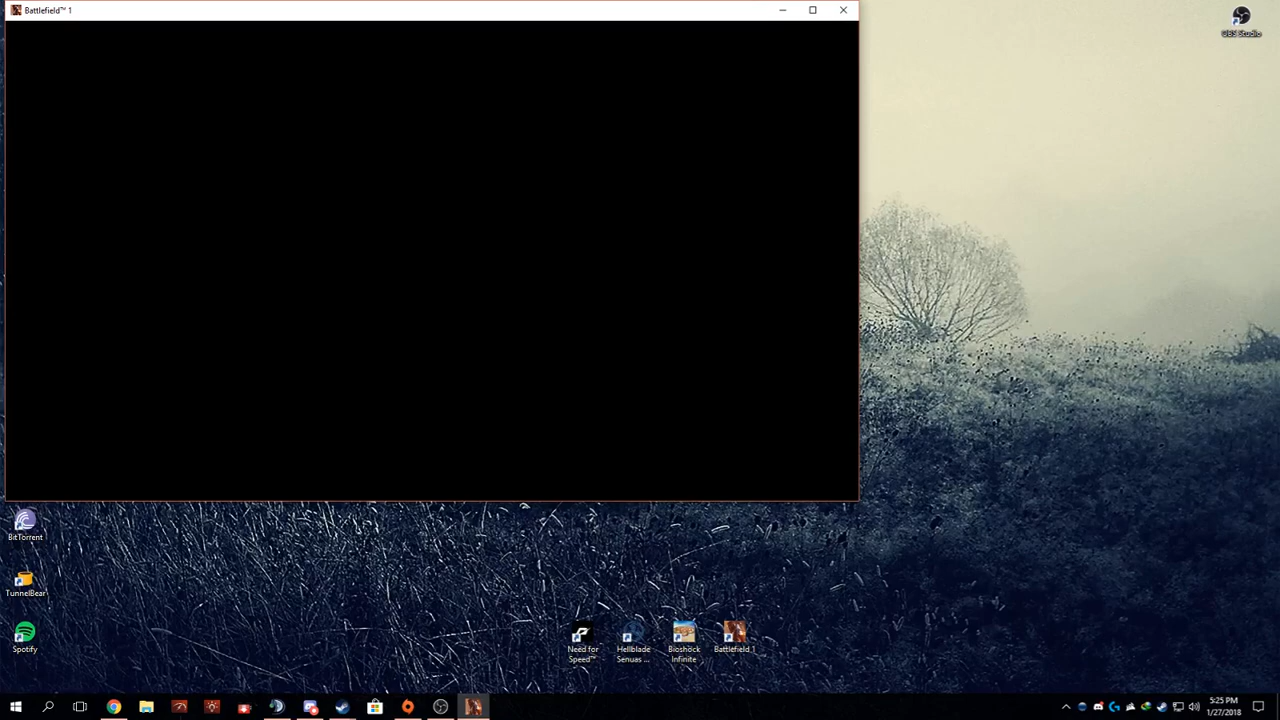 Battlefield™ 1
OBS Studio
BitTorrent
TunnelBear
Spotify
Need for
Speed™
Hellblade
Senuas ...
Bioshock
Infinite
Battlefield 1
5:25 PM
1/27/2018